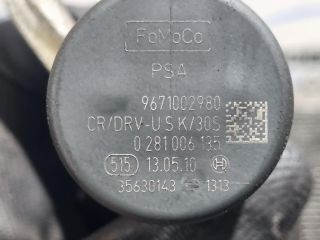 FoMoCo
PSA
9671002980
CR/DRV-U S K/30S
0 281 006 135
515 13.05.10
35630143 1313